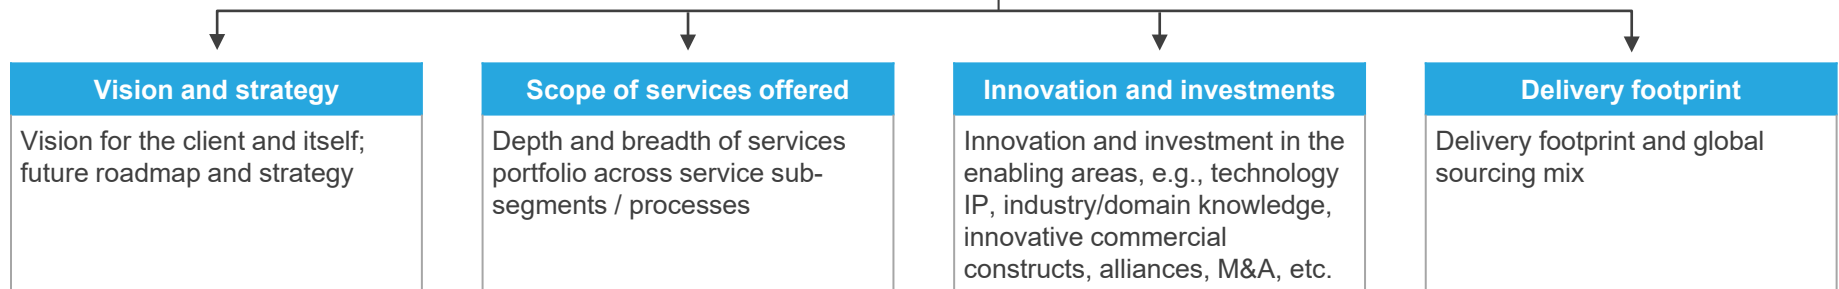 Vision and strategy
Vision for the client and itself;
future roadmap and strategy
Scope of services offered
Depth and breadth of services
portfolio across service sub-
segments / processes
Innovation and investments
Innovation and investment in the
enabling areas, e.g., technology
IP, industry/domain knowledge,
innovative commercial
constructs, alliances, M&A, etc.
Delivery footprint
Delivery footprint and global
sourcing mix